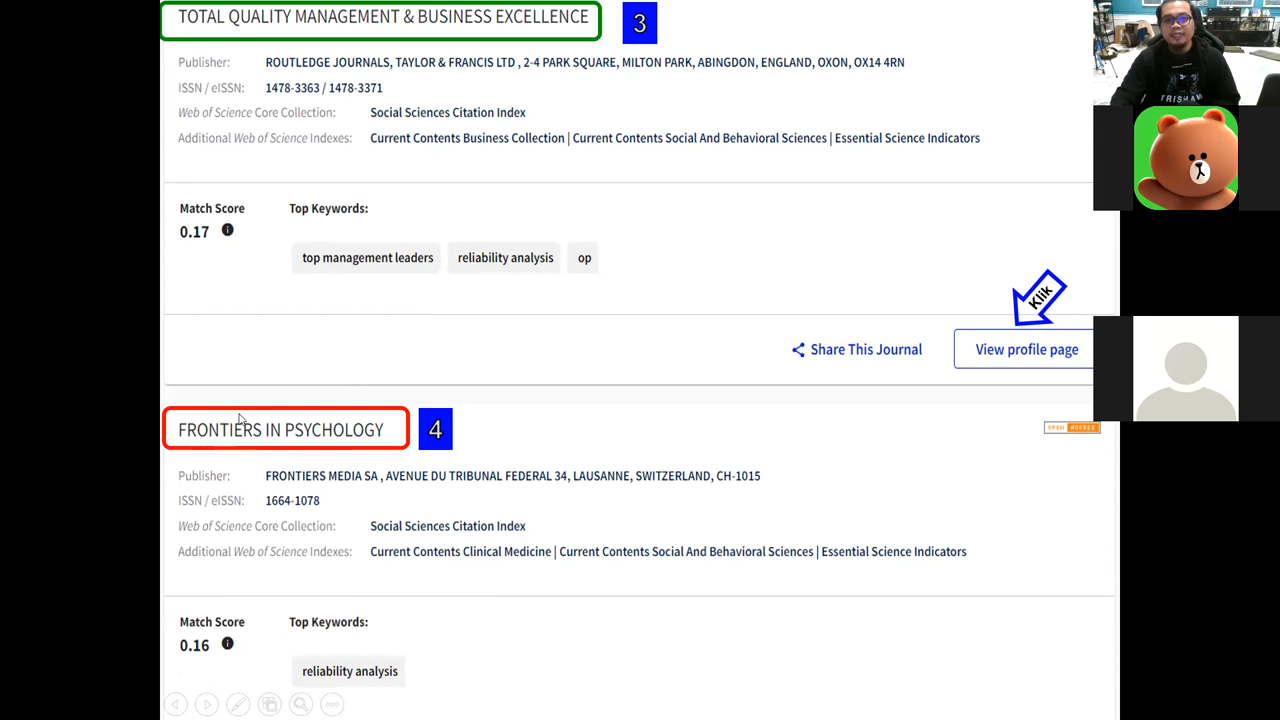 TOTAL QUALITY MANAGEMENT & BUSINESS EXCELLENCE
3
Publisher: ROUTLEDGE JOURNALS, TAYLOR & FRANCIS LTD , 2-4 PARK SQUARE, MILTON PARK, ABINGDON, ENGLAND, OXON, OX14 4RN
ISSN / eISSN: 1478-3363 / 1478-3371
Web of Science Core Collection: Social Sciences Citation Index
Additional Web of Science Indexes: Current Contents Business Collection | Current Contents Social And Behavioral Sciences | Essential Science Indicators
Match Score Top Keywords:
0.17
top management leaders reliability analysis op
Klik
Share This Journal View profile page
FRONTIERS IN PSYCHOLOGY
4
OPEN ACCESS
Publisher: FRONTIERS MEDIA SA , AVENUE DU TRIBUNAL FEDERAL 34, LAUSANNE, SWITZERLAND, CH-1015
ISSN / eISSN: 1664-1078
Web of Science Core Collection: Social Sciences Citation Index
Additional Web of Science Indexes: Current Contents Clinical Medicine | Current Contents Social And Behavioral Sciences | Essential Science Indicators
Match Score Top Keywords:
0.16
reliability analysis